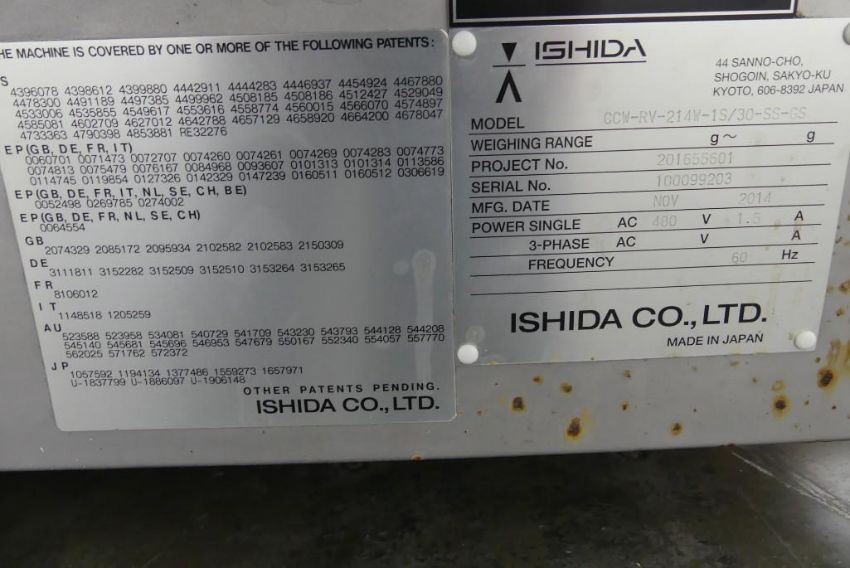 HE MACHINE IS COVERED BY ONE OR MORE OF THE FOLLOWING PATENTS:
S
4396078 4398612 4399880 4442911 4444283 4446937 4454924 4467880
4478300 4491189 4497385 4499962 4508185 4508186 4512427 4529049
4533006 4535855 4549617 4553616 4558774 4560015 4566070 4574897
4585081 4602709 4627012 4642788 4657129 4658920 4664200 4678047
4733363 4790398 4853881 RE32276
EP(GB, DE, FR, IT)
0060701 0071473 0072707 0074260 0074261 0074269 0074283 0074773
0074813 0075479 0076167 0084968 0093607 0101313 0101314 0113586
0114745 0119854 0127326 0142329 0147239 0160511 0160512 0306619
EP(GB, DE, FR, IT, NL, SE, CH, BE)
0052498 0269785 0274002
EP(GB, DE, FR, NL, SE, CH)
0064554
GB
2074329 2085172 2095934 2102582 2102583 2150309
DE
3111811 3152282 3152509 3152510 3153264 3153265
FR
8106012
IT
1148518 1205259
AU
523588 523958 534081 540729 541709 543230 543793 544128 544208
545140 545681 545696 546953 547679 550167 552340 554057 557770
562025 571762 572372
JP
1057592 1194134 1377486 1559273 1657971
U-1837799 U-1886097 U-1906148
OTHER PATENTS PENDING.
ISHIDA CO., LTD.
ISHIDA
44 SANNO-CHO,
SHOGOIN, SAKYO-KU
KYOTO, 606-8392 JAPAN
MODEL CCW-RV-214W-1S/30-SS-GS
WEIGHING RANGE g~ g
PROJECT No. 201655601
SERIAL No. 100099203
MFG. DATE NOV 2014
POWER SINGLE AC 480 V 1.5 A
3-PHASE AC V A
FREQUENCY 60 Hz
ISHIDA CO., LTD.
MADE IN JAPAN